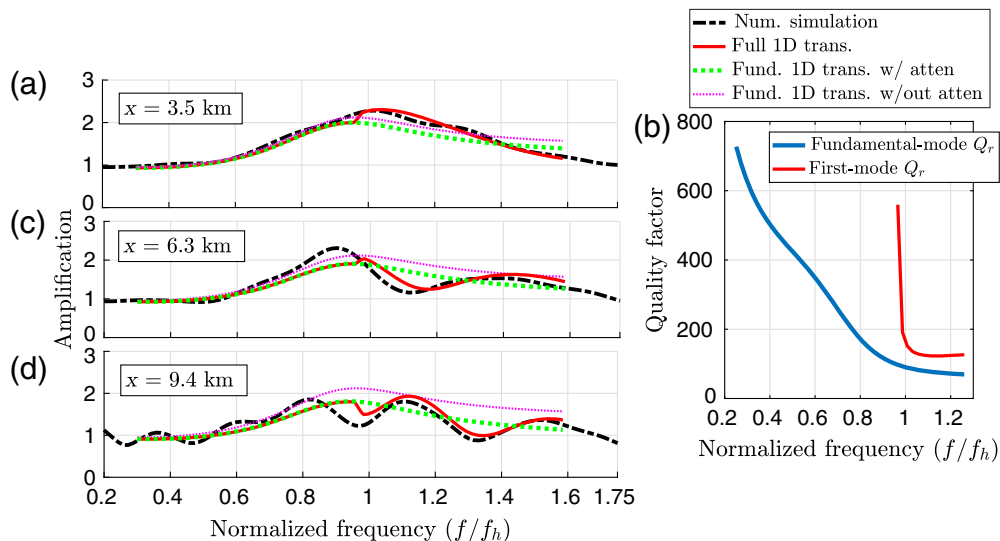 Num. simulation
Full 1D trans.
Fund. 1D trans. w/ atten
Fund. 1D trans. w/out atten
(a)
3
2
1
0
x = 3.5 km
(c)
3
2
1
0
x = 6.3 km
Amplification
(d)
3
2
1
0
x = 9.4 km
0.2
0.4
0.6
0.8
1
1.2
1.4
1.6
1.75
Normalized frequency (f/f_h)
(b)
800
600
400
200
0
Quality factor
Fundamental-mode Q_r
First-mode Q_r
0.2
0.4
0.6
0.8
1
1.2
Normalized frequency (f/f_h)